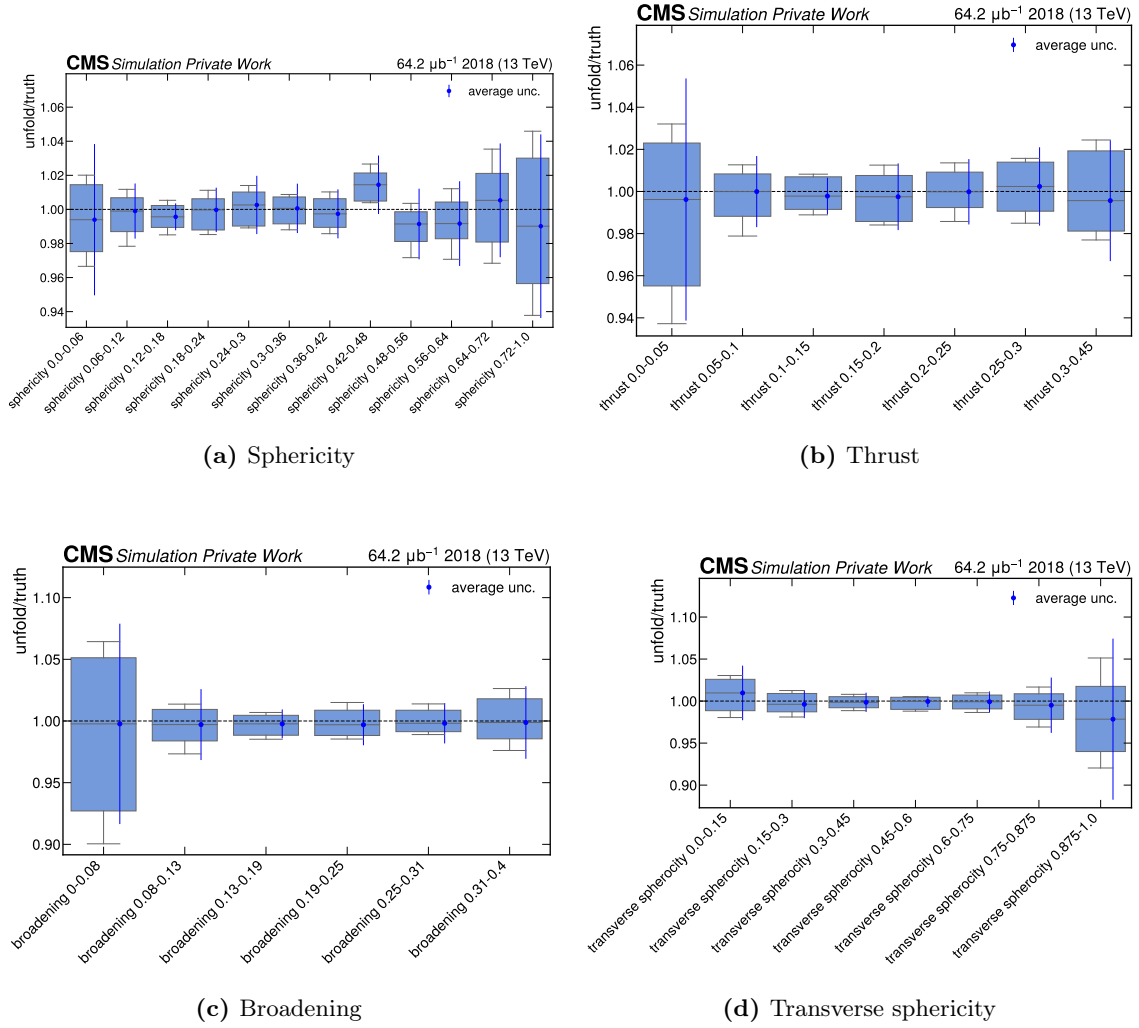 CMS Simulation Private Work 64.2 μb⁻¹ 2018 (13 TeV)
average unc.
unfold/truth
1.06
1.04
1.02
1.00
0.98
0.96
0.94
sphericity 0.0-0.06
sphericity 0.06-0.12
sphericity 0.12-0.18
sphericity 0.18-0.24
sphericity 0.24-0.3
sphericity 0.3-0.36
sphericity 0.36-0.42
sphericity 0.42-0.48
sphericity 0.48-0.56
sphericity 0.56-0.64
sphericity 0.64-0.72
sphericity 0.72-1.0
(a) Sphericity
CMS Simulation Private Work 64.2 μb⁻¹ 2018 (13 TeV)
average unc.
unfold/truth
1.06
1.04
1.02
1.00
0.98
0.96
0.94
thrust 0.0-0.05
thrust 0.05-0.1
thrust 0.1-0.15
thrust 0.15-0.2
thrust 0.2-0.25
thrust 0.25-0.3
thrust 0.3-0.45
(b) Thrust
CMS Simulation Private Work 64.2 μb⁻¹ 2018 (13 TeV)
average unc.
unfold/truth
1.10
1.05
1.00
0.95
0.90
broadening 0-0.08
broadening 0.08-0.13
broadening 0.13-0.19
broadening 0.19-0.25
broadening 0.25-0.31
broadening 0.31-0.4
(c) Broadening
CMS Simulation Private Work 64.2 μb⁻¹ 2018 (13 TeV)
average unc.
unfold/truth
1.10
1.05
1.00
0.95
0.90
transverse spherocity 0.0-0.15
transverse spherocity 0.15-0.3
transverse spherocity 0.3-0.45
transverse spherocity 0.45-0.6
transverse spherocity 0.6-0.75
transverse spherocity 0.75-0.875
transverse spherocity 0.875-1.0
(d) Transverse sphericity